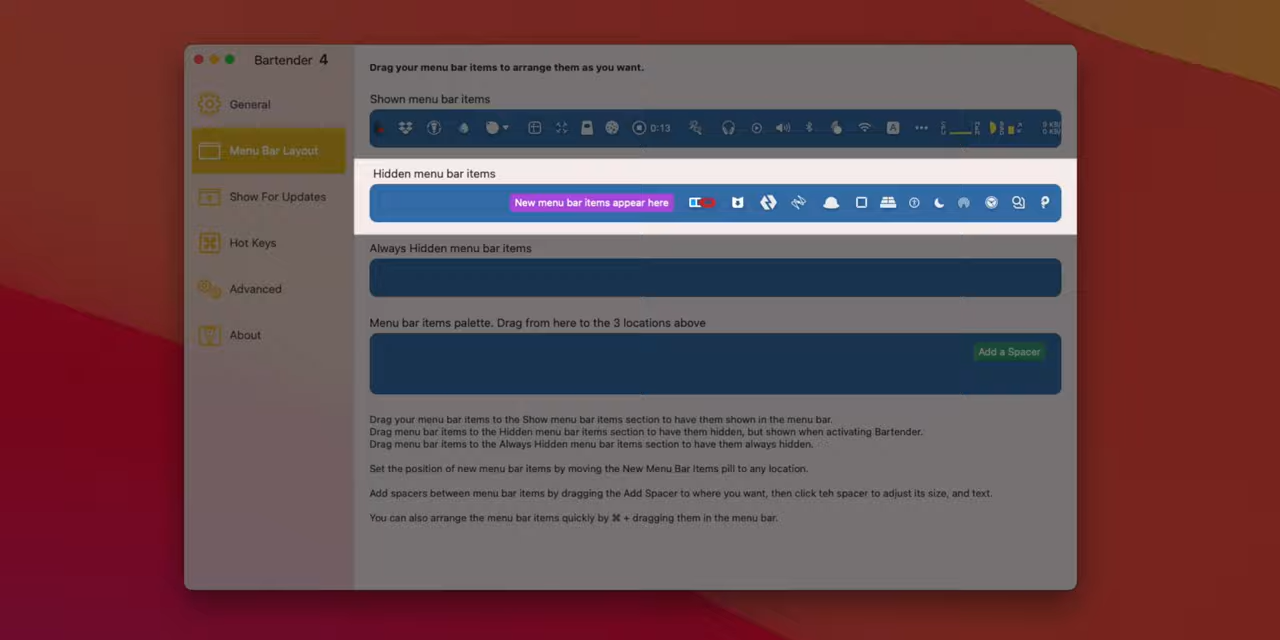 Bartender 4
General
Menu Bar Layout
Show For Updates
Hot Keys
Advanced
About
Drag your menu bar items to arrange them as you want.
Shown menu bar items
0:13
A
Hidden menu bar items
New menu bar items appear here
Always Hidden menu bar items
Menu bar items palette. Drag from here to the 3 locations above
Add a Spacer
Drag your menu bar items to the Show menu bar items section to have them shown in the menu bar.
Drag menu bar items to the Hidden menu bar items section to have them hidden, but shown when activating Bartender.
Drag menu bar items to the Always Hidden menu bar items section to have them always hidden.
Set the position of new menu bar items by moving the New Menu Bar Items pill to any location.
Add spacers between menu bar items by dragging the Add Spacer to where you want, then click teh spacer to adjust its size, and text.
You can also arrange the menu bar items quickly by ⌘ + dragging them in the menu bar.